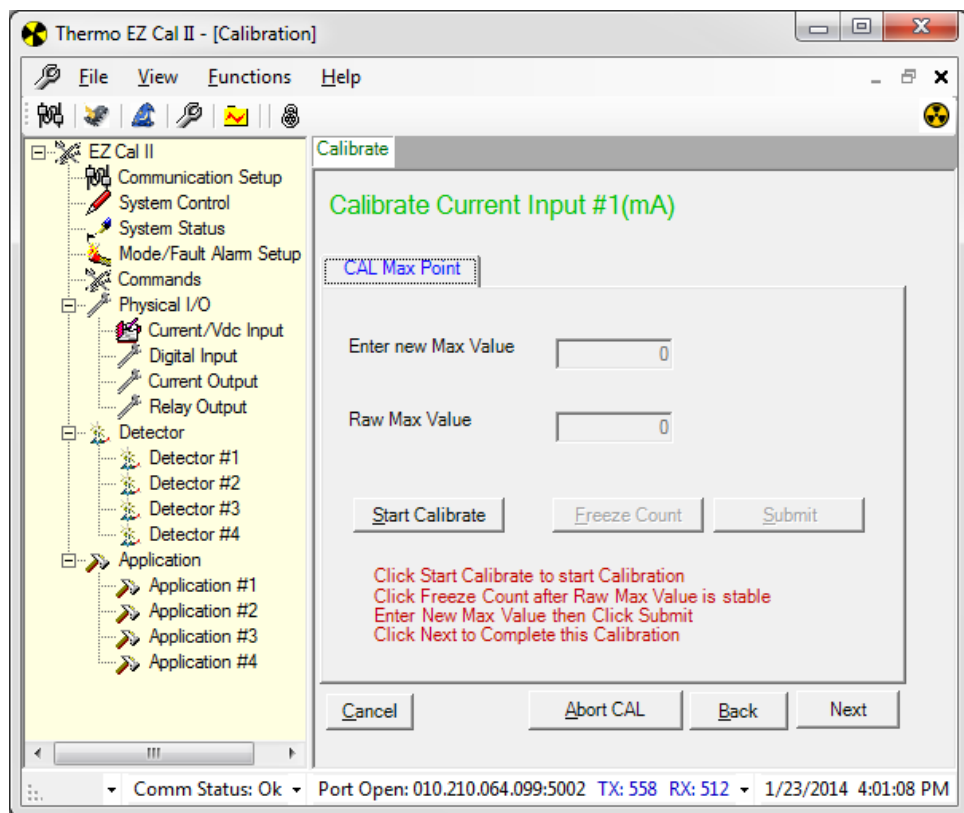 Thermo EZ Cal II - [Calibration]
File View Functions Help
EZ Cal II
Communication Setup
System Control
System Status
Mode/Fault Alarm Setup
Commands
Physical I/O
Current/Vdc Input
Digital Input
Current Output
Relay Output
Detector
Detector #1
Detector #2
Detector #3
Detector #4
Application
Application #1
Application #2
Application #3
Application #4
Calibrate
Calibrate Current Input #1(mA)
CAL Max Point
Enter new Max Value 0
Raw Max Value 0
Start Calibrate Freeze Count Submit
Click Start Calibrate to start Calibration
Click Freeze Count after Raw Max Value is stable
Enter New Max Value then Click Submit
Click Next to Complete this Calibration
Cancel Abort CAL Back Next
Comm Status: Ok Port Open: 010.210.064.099:5002 TX: 558 RX: 512 1/23/2014 4:01:08 PM